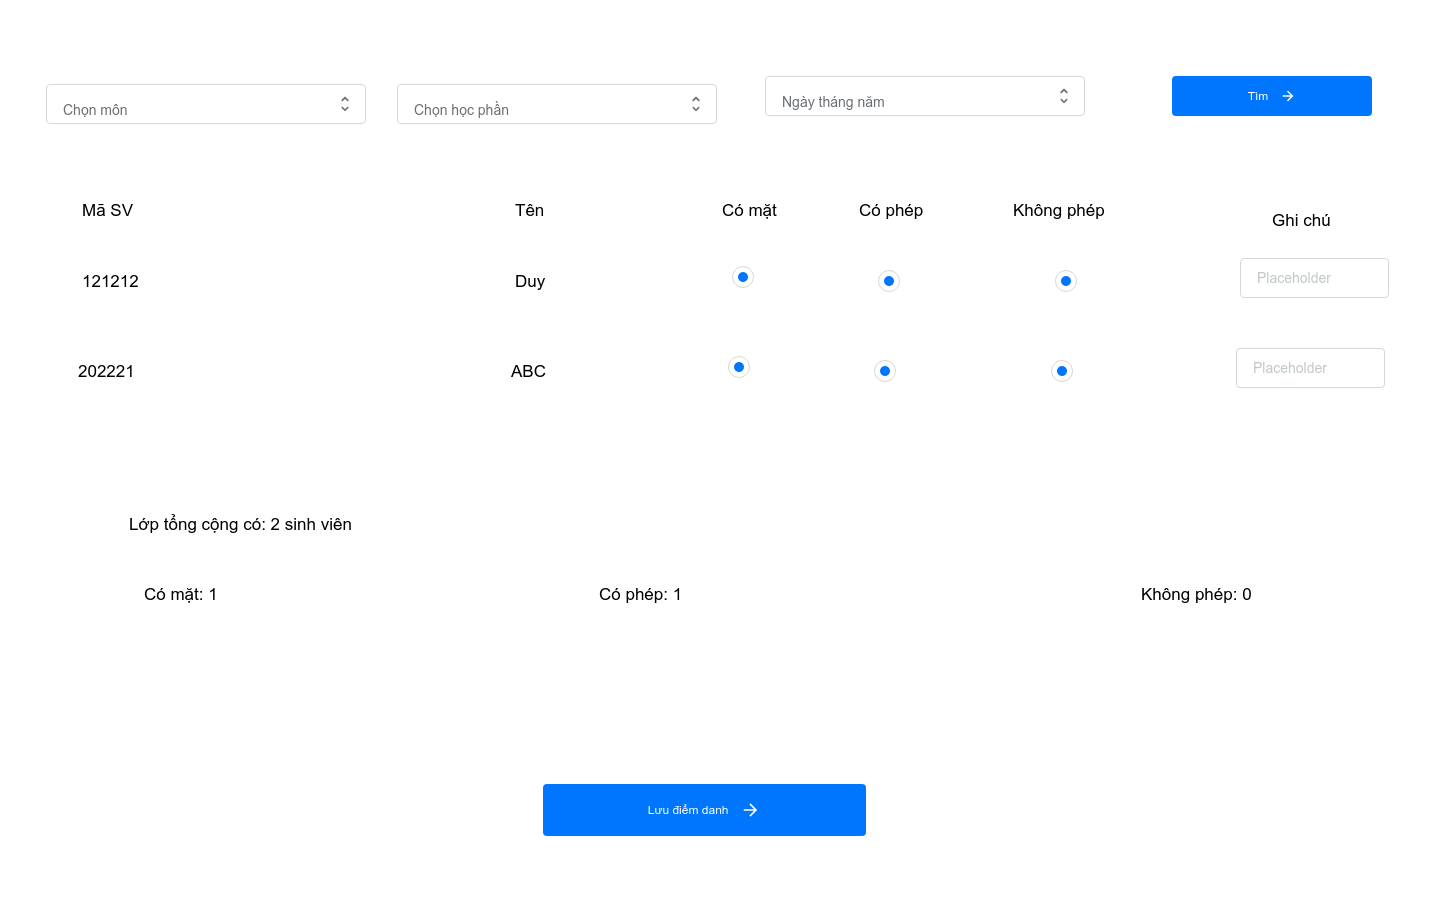 Chọn môn
Chọn học phần
Ngày tháng năm
Tìm
Mã SV
Tên
Có mặt
Có phép
Không phép
Ghi chú
121212
Duy
Placeholder
202221
ABC
Placeholder
Lớp tổng cộng có: 2 sinh viên
Có mặt: 1
Có phép: 1
Không phép: 0
Lưu điểm danh